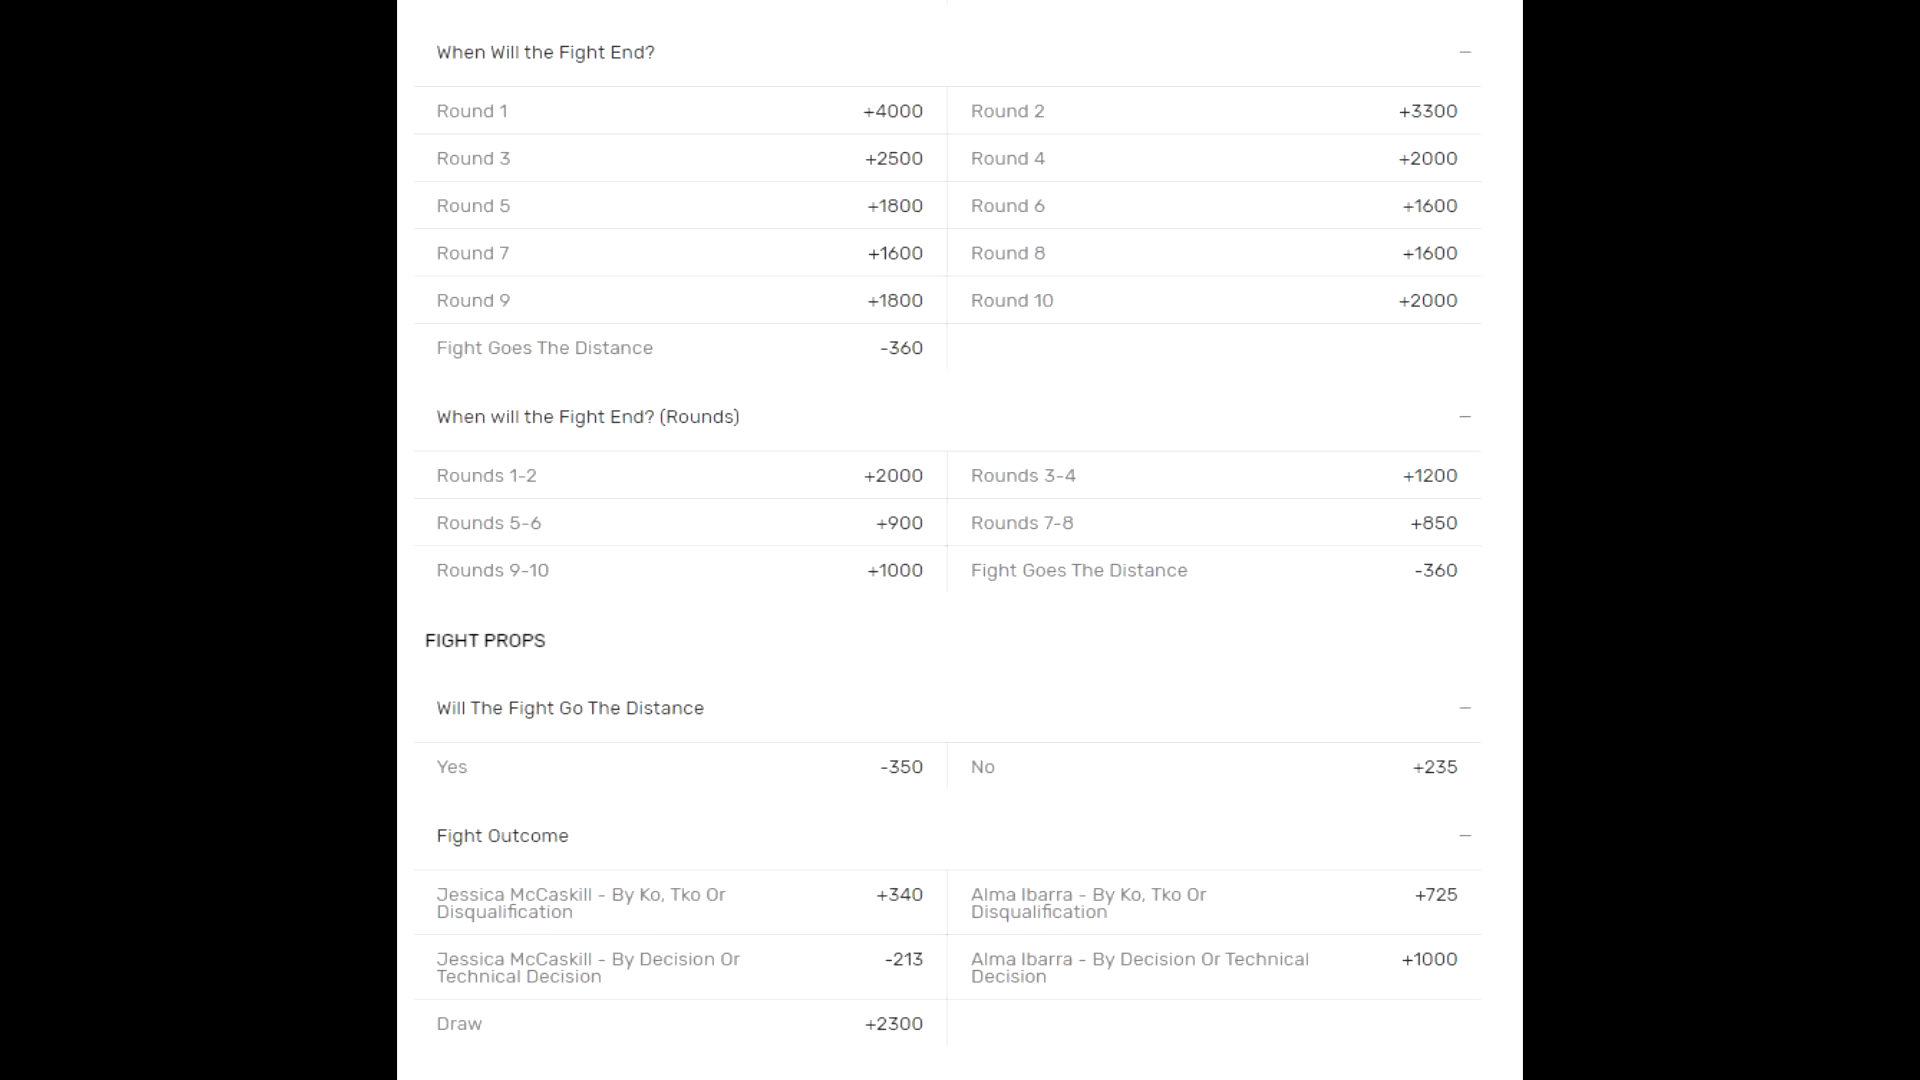 When Will the Fight End?
Round 1 +4000 Round 2 +3300
Round 3 +2500 Round 4 +2000
Round 5 +1800 Round 6 +1600
Round 7 +1600 Round 8 +1600
Round 9 +1800 Round 10 +2000
Fight Goes The Distance -360
When will the Fight End? (Rounds)
Rounds 1-2 +2000 Rounds 3-4 +1200
Rounds 5-6 +900 Rounds 7-8 +850
Rounds 9-10 +1000 Fight Goes The Distance -360
FIGHT PROPS
Will The Fight Go The Distance
Yes -350 No +235
Fight Outcome
Jessica McCaskill - By Ko, Tko Or +340 Alma Ibarra - By Ko, Tko Or +725
Disqualification Disqualification
Jessica McCaskill - By Decision Or -213 Alma Ibarra - By Decision Or Technical +1000
Technical Decision Decision
Draw +2300